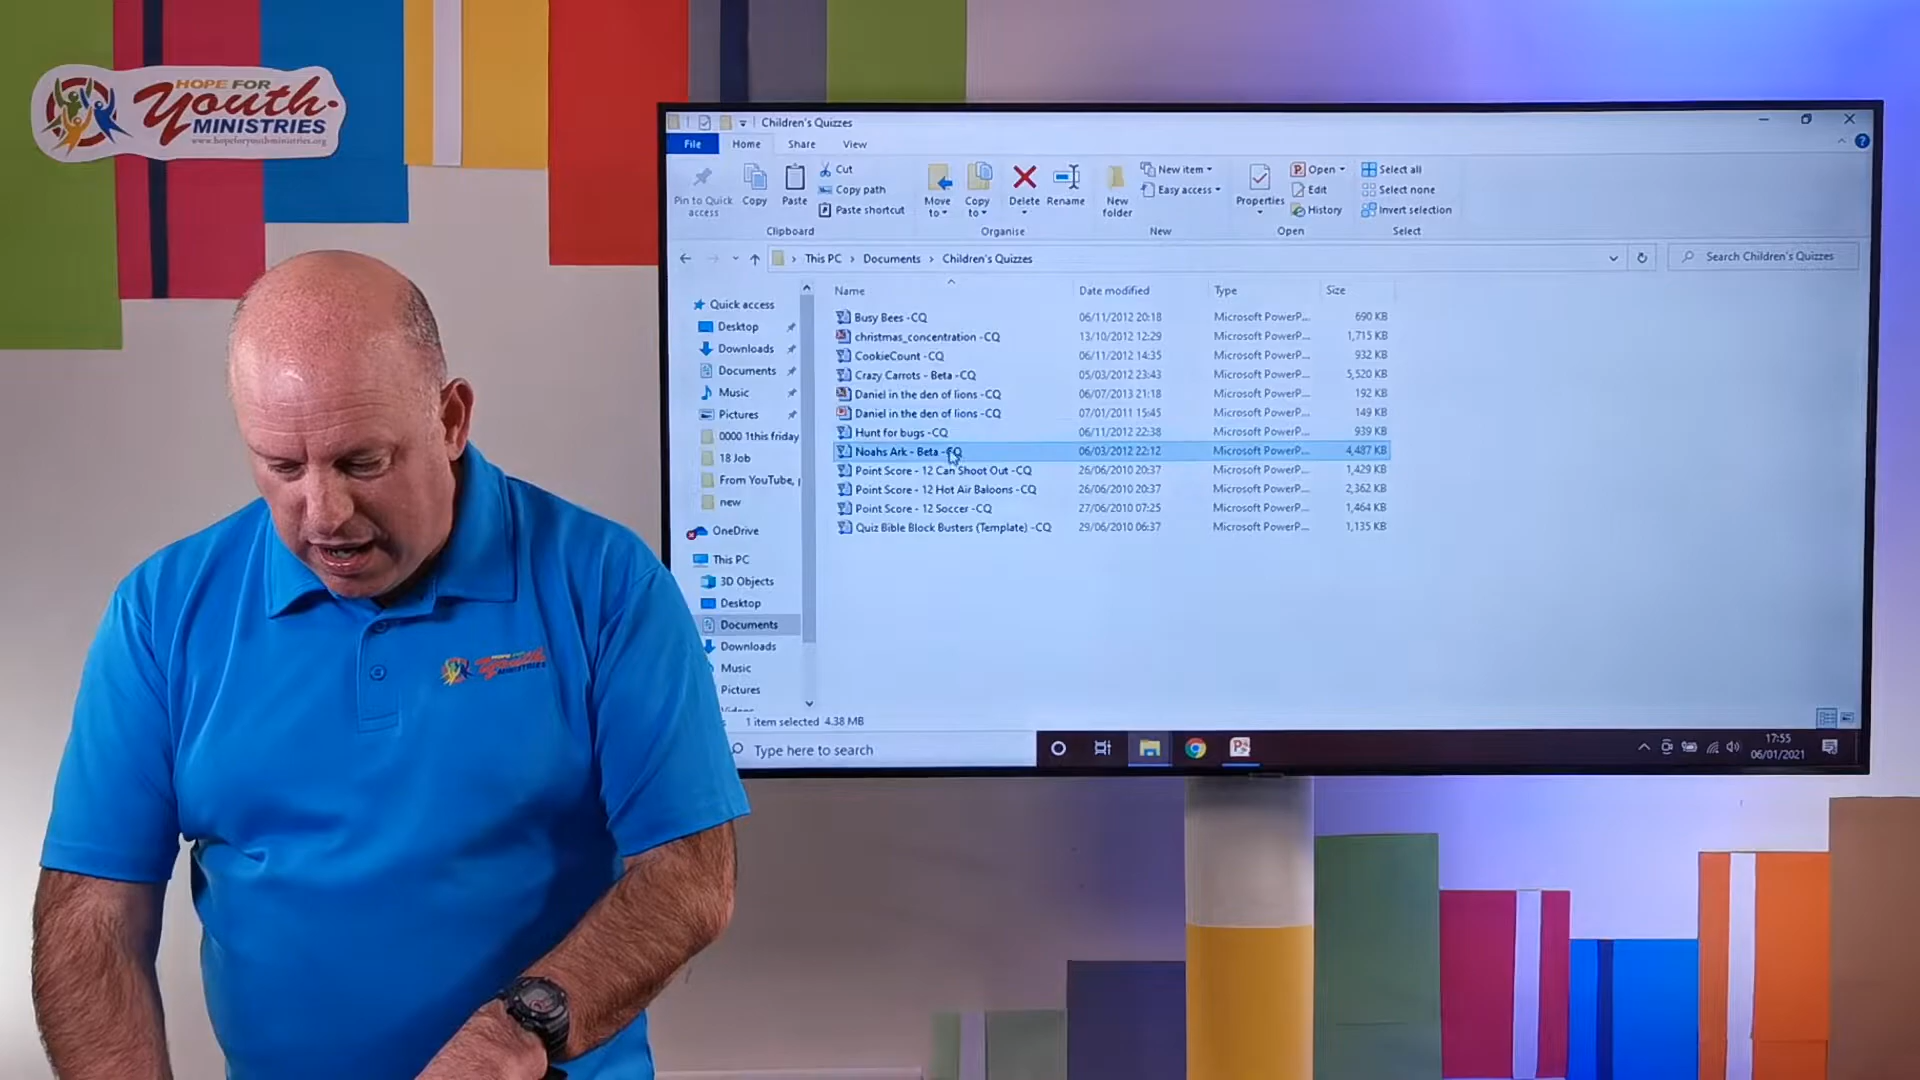 HOPE FOR
Youth
MINISTRIES
www.hopeforyouthministries.org
Children's Quizzes
File Home Share View
Pin to Quick access
Copy
Paste
Cut
Copy path
Paste shortcut
Clipboard
Move to
Copy to
Delete
Rename
Organise
New folder
New item
Easy access
New
Properties
Open
Edit
History
Open
Select all
Select none
Invert selection
Select
This PC > Documents > Children's Quizzes
Search Children's Quizzes
Name Date modified Type Size
Busy Bees -CQ 06/11/2012 20:18 Microsoft PowerP... 690 KB
christmas_concentration -CQ 13/10/2012 12:29 Microsoft PowerP... 1,715 KB
CookieCount -CQ 06/11/2012 14:35 Microsoft PowerP... 932 KB
Crazy Carrots - Beta -CQ 05/03/2012 23:43 Microsoft PowerP... 5,520 KB
Daniel in the den of lions -CQ 06/07/2013 21:18 Microsoft PowerP... 192 KB
Daniel in the den of lions -CQ 07/01/2011 15:45 Microsoft PowerP... 149 KB
Hunt for bugs -CQ 06/11/2012 22:38 Microsoft PowerP... 939 KB
Noahs Ark - Beta -CQ 06/03/2012 22:12 Microsoft PowerP... 4,487 KB
Point Score - 12 Can Shoot Out -CQ 26/06/2010 20:37 Microsoft PowerP... 1,429 KB
Point Score - 12 Hot Air Baloons -CQ 26/06/2010 20:37 Microsoft PowerP... 2,362 KB
Point Score - 12 Soccer -CQ 27/06/2010 07:25 Microsoft PowerP... 1,464 KB
Quiz Bible Block Busters (Template) -CQ 29/06/2010 06:37 Microsoft PowerP... 1,135 KB
Quick access
Desktop
Downloads
Documents
Music
Pictures
0000 1this friday
18 Job
From YouTube,
new
OneDrive
This PC
3D Objects
Desktop
Documents
Downloads
Music
Pictures
1 item selected 4.38 MB
Type here to search
17:55
06/01/2021
Youth
MINISTRIES